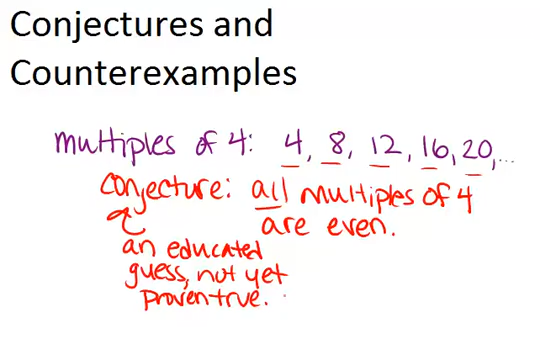 Conjectures and
Counterexamples
multiples of 4: 4, 8, 12, 16, 20, ...
conjecture: all multiples of 4
are even.
an educated
guess, not yet
proven true.